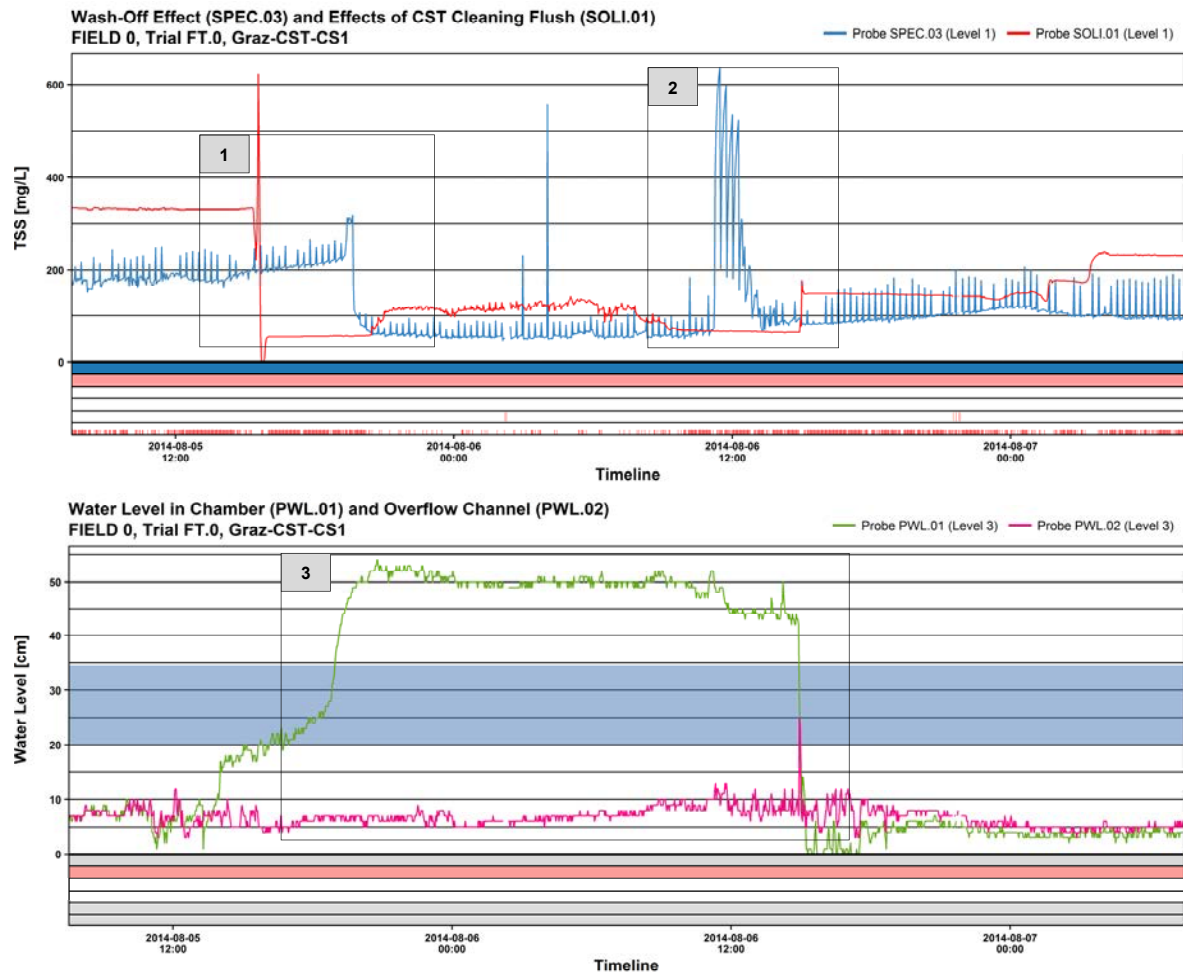 Wash-Off Effect (SPEC.03) and Effects of CST Cleaning Flush (SOLI.01)
FIELD 0, Trial FT.0, Graz-CST-CS1
Probe SPEC.03 (Level 1) Probe SOLI.01 (Level 1)
600
2
1
400
TSS [mg/L]
200
0
2014-08-05 2014-08-06 2014-08-06 2014-08-07
12:00 00:00 12:00 00:00
Timeline
Water Level in Chamber (PWL.01) and Overflow Channel (PWL.02)
FIELD 0, Trial FT.0, Graz-CST-CS1
Probe PWL.01 (Level 3) Probe PWL.02 (Level 3)
3
50
40
30
Water Level [cm]
20
10
0
2014-08-05 2014-08-06 2014-08-06 2014-08-07
12:00 00:00 12:00 00:00
Timeline